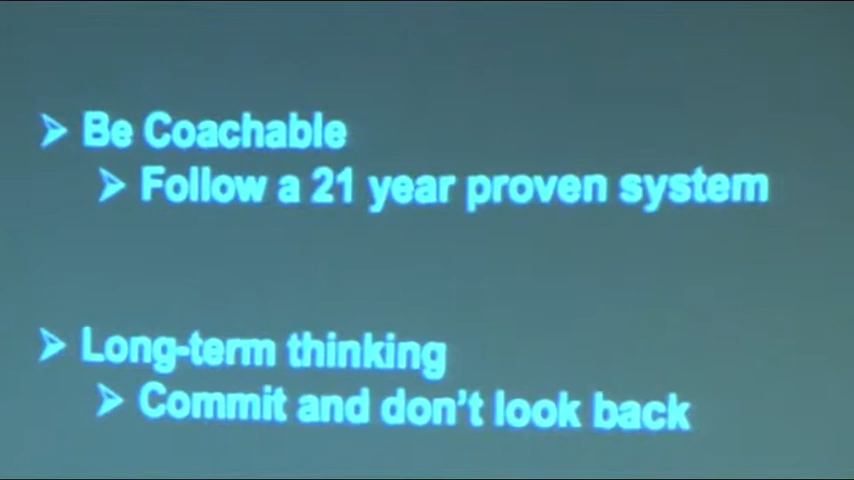 ➢ Be Coachable
➢ Follow a 21 year proven system
➢ Long-term thinking
➢ Commit and don't look back